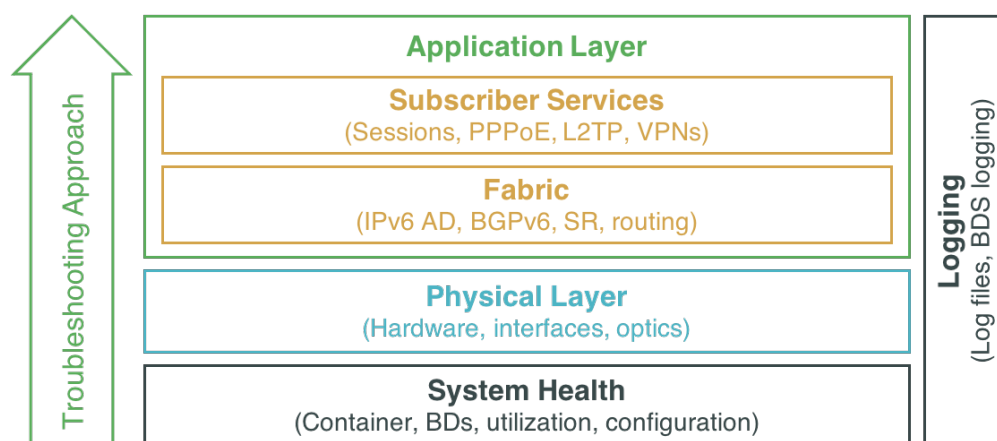 Troubleshooting Approach
Application Layer
Subscriber Services
(Sessions, PPPoE, L2TP, VPNs)
Fabric
(IPv6 AD, BGPv6, SR, routing)
Physical Layer
(Hardware, interfaces, optics)
System Health
(Container, BDs, utilization, configuration)
Logging
(Log files, BDS logging)